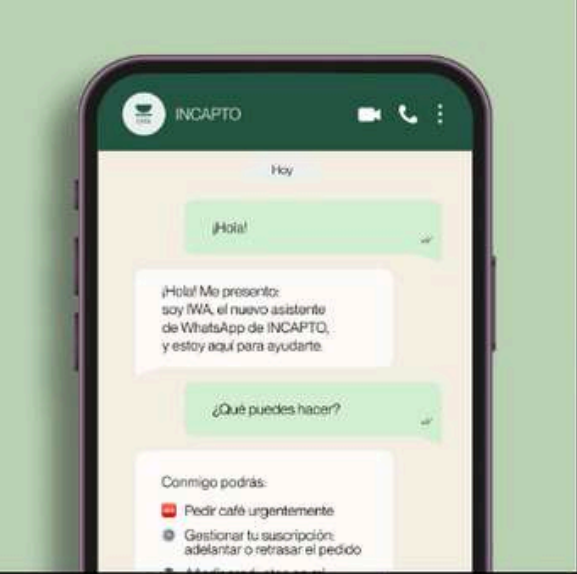 INCAPTO
Hoy
¡Hola!
¡Hola! Me presento:
soy IWA, el nuevo asistente
de WhatsApp de INCAPTO,
y estoy aquí para ayudarte.
¿Qué puedes hacer?
Conmigo podrás:
Pedir café urgentemente
Gestionar tu suscripción:
adelantar o retrasar el pedido